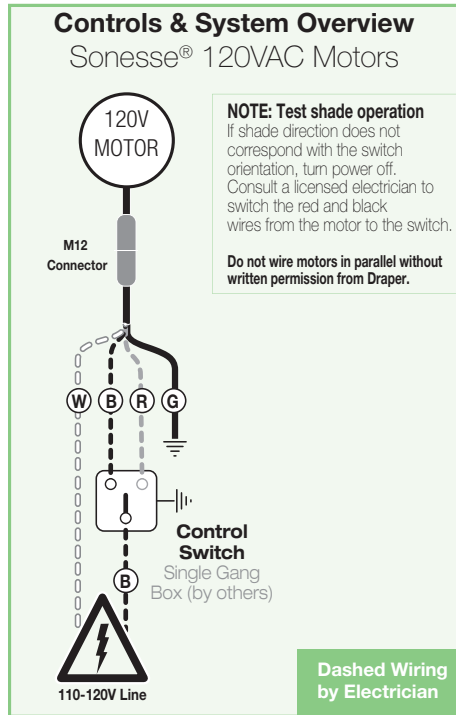 Controls & System Overview
Sonesse® 120VAC Motors
120V
MOTOR
NOTE: Test shade operation
If shade direction does not
correspond with the switch
orientation, turn power off.
Consult a licensed electrician to
switch the red and black
wires from the motor to the switch.
Do not wire motors in parallel without
written permission from Draper.
M12
Connector
W B R G
Control
Switch
Single Gang
Box (by others)
B
110-120V Line
Dashed Wiring
by Electrician